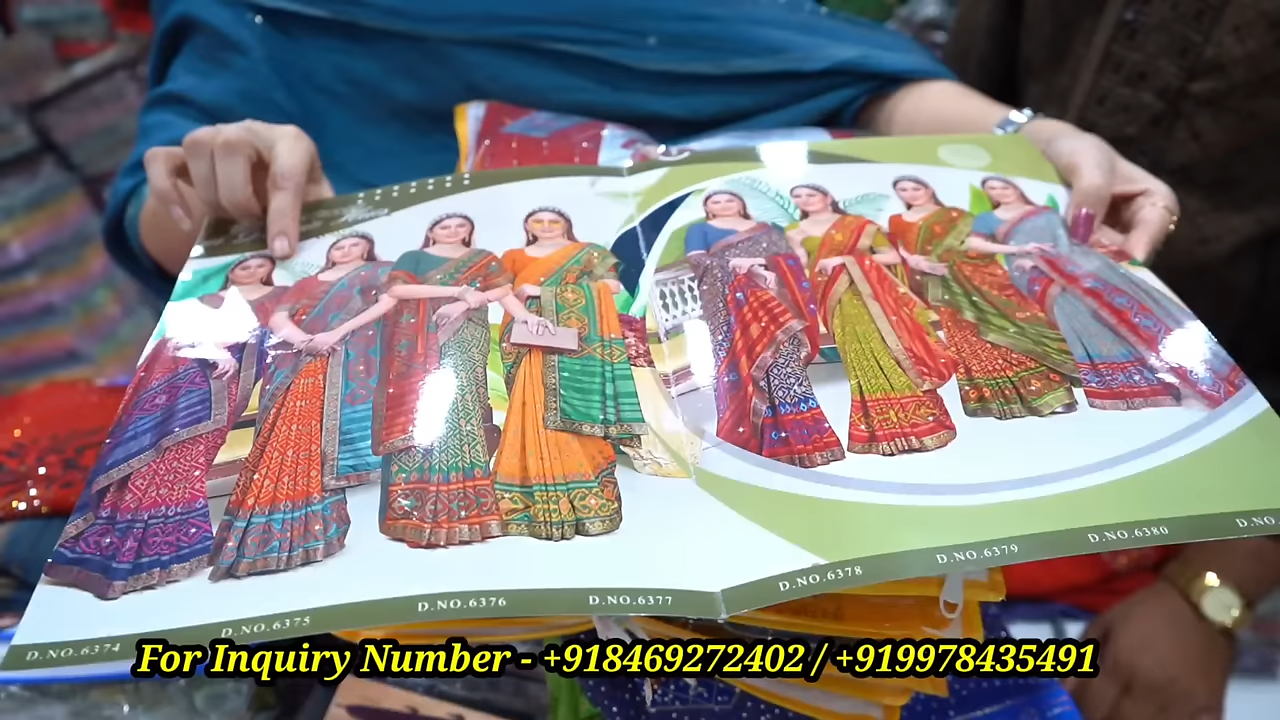 D.NO.6374
D.NO.6375
D.NO.6376
D.NO.6377
D.NO.6378
D.NO.6379
D.NO.6380
D.NO.
For Inquiry Number - +918469272402 / +919978435491